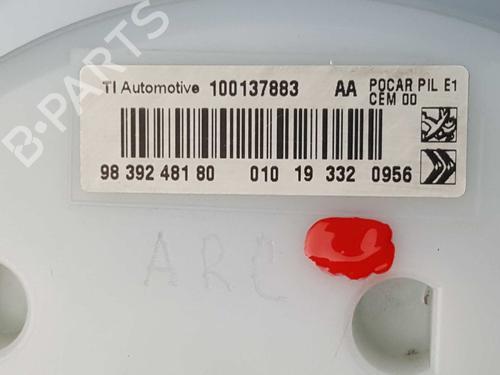 B-PARTS
TI Automotive 100137883 AA POCAR PIL E1
CEM 00
98 392 481 80 010 19 332 0956
ARC